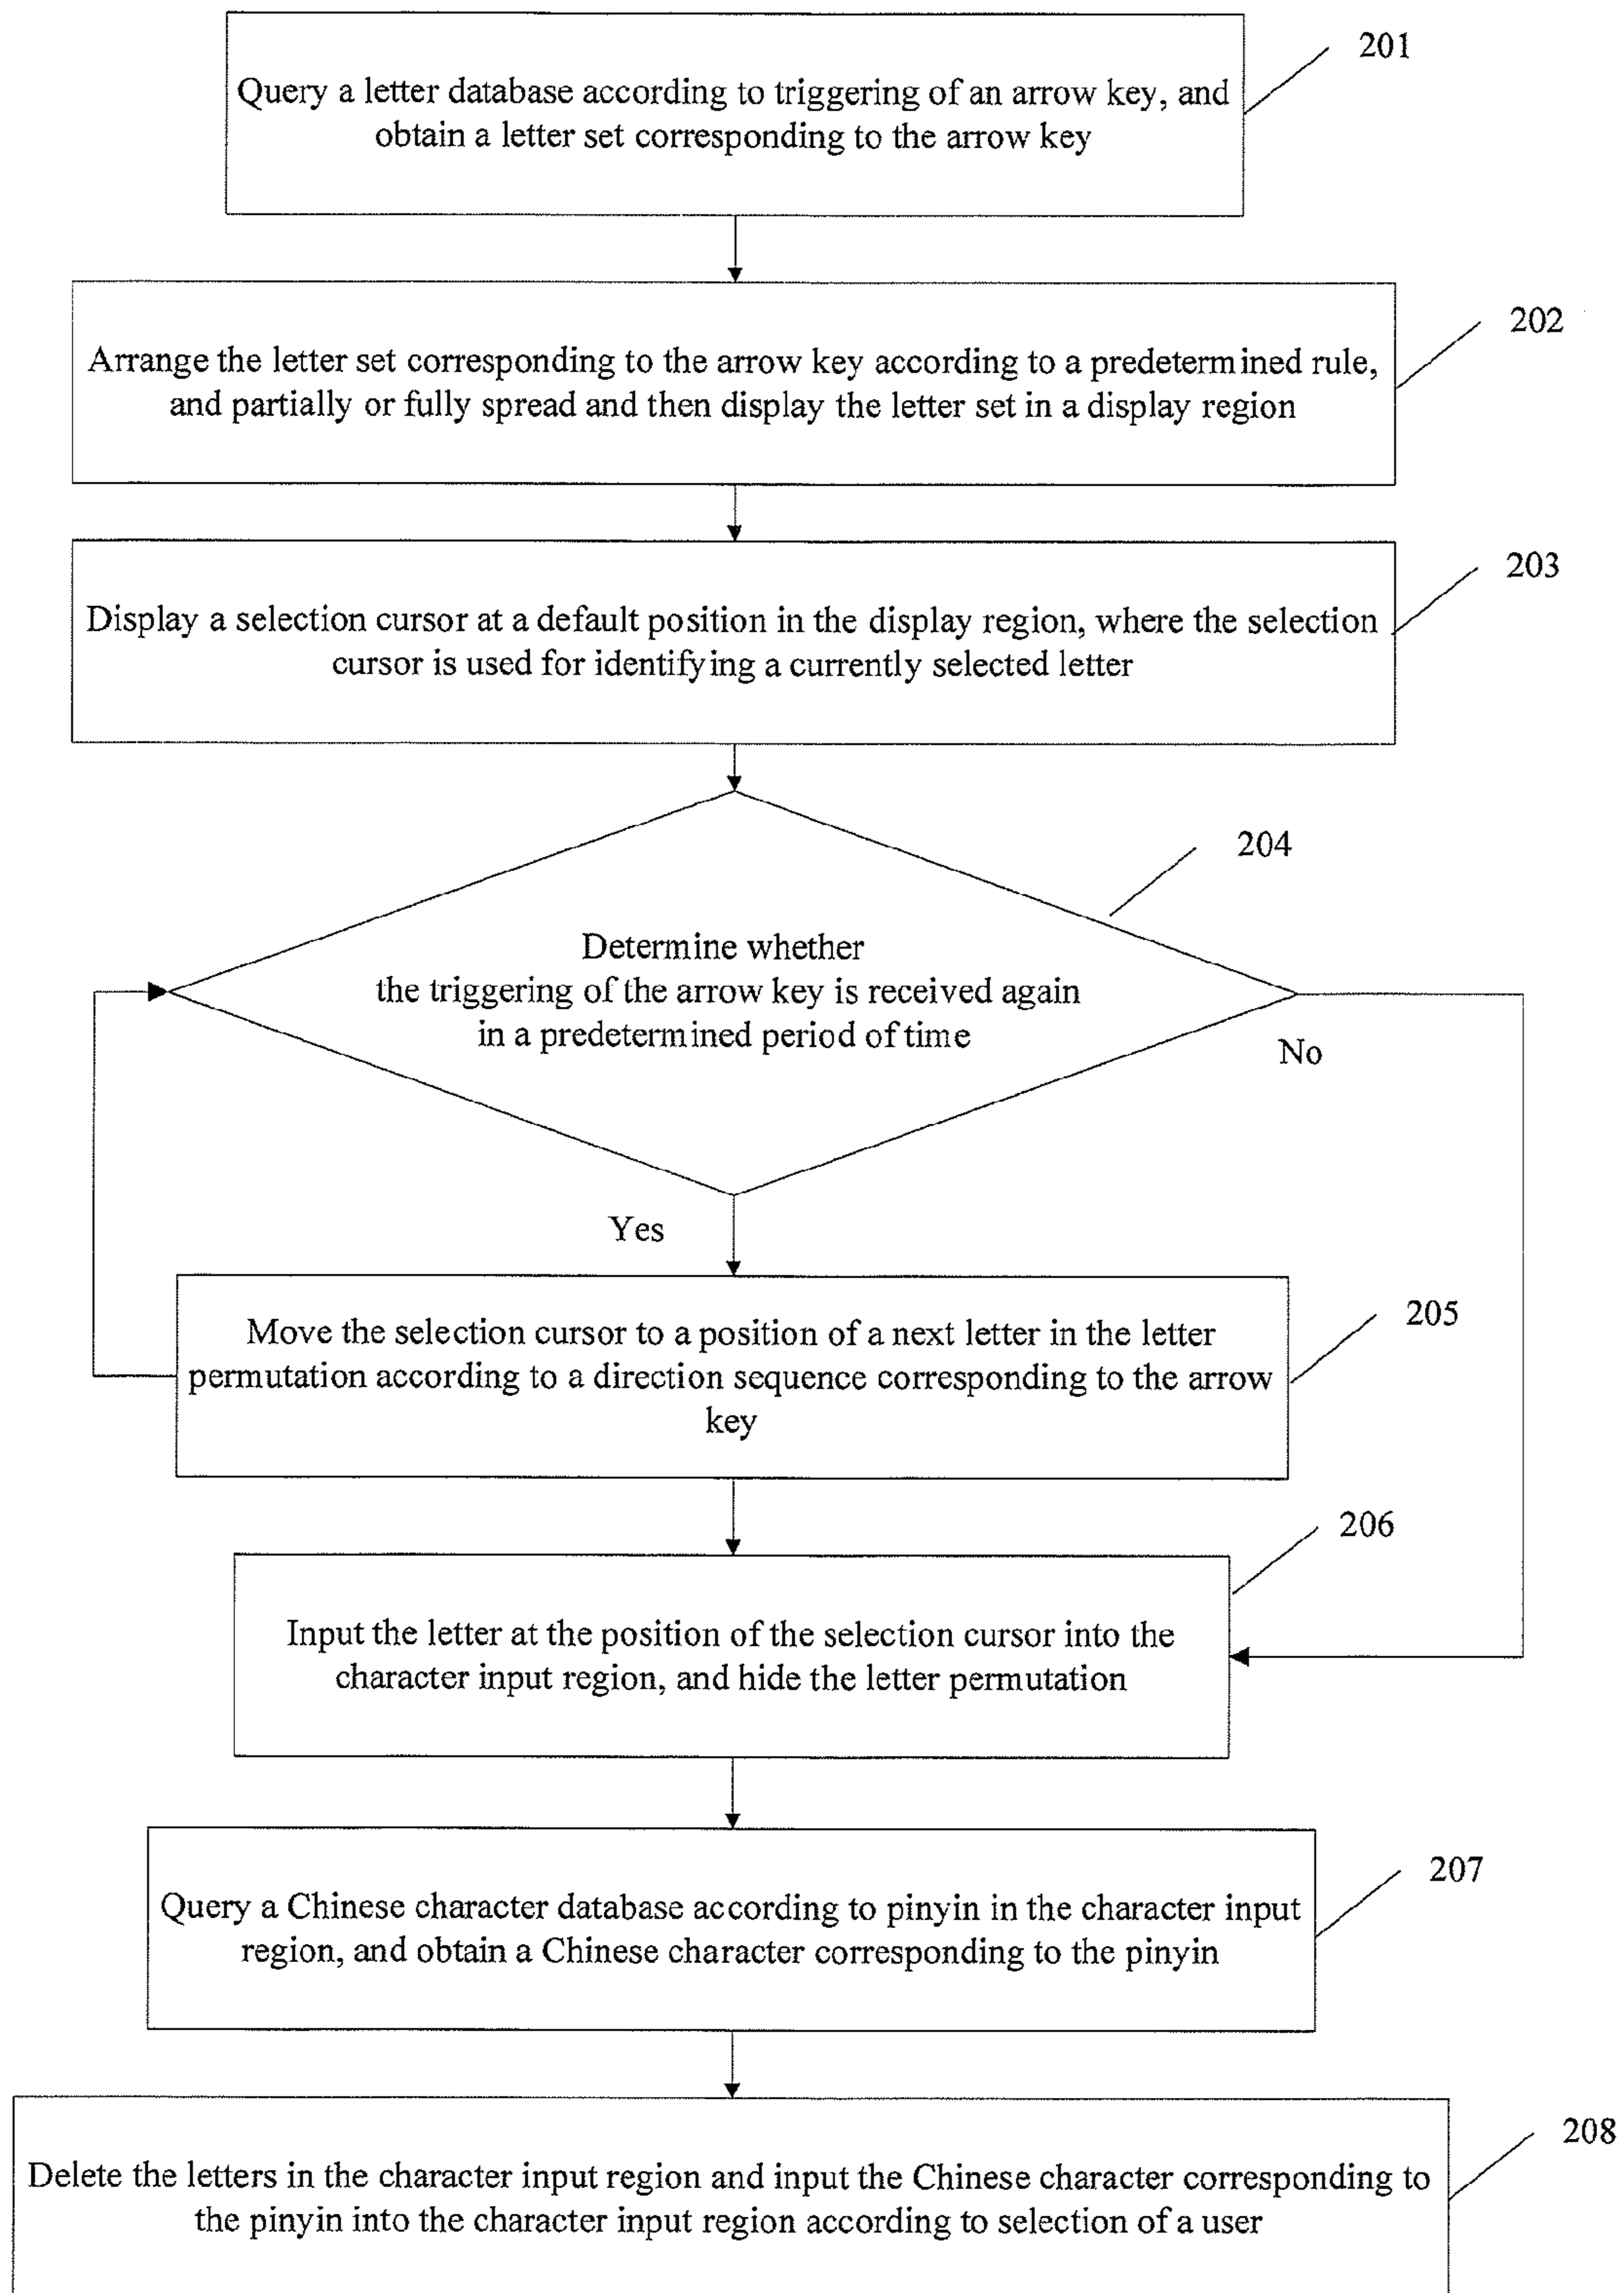 201
Query a letter database according to triggering of an arrow key, and
obtain a letter set corresponding to the arrow key
202
Arrange the letter set corresponding to the arrow key according to a predetermined rule,
and partially or fully spread and then display the letter set in a display region
203
Display a selection cursor at a default position in the display region, where the selection
cursor is used for identifying a currently selected letter
204
Determine whether
the triggering of the arrow key is received again
in a predetermined period of time
No
Yes
205
Move the selection cursor to a position of a next letter in the letter
permutation according to a direction sequence corresponding to the arrow
key
206
Input the letter at the position of the selection cursor into the
character input region, and hide the letter permutation
207
Query a Chinese character database according to pinyin in the character input
region, and obtain a Chinese character corresponding to the pinyin
208
Delete the letters in the character input region and input the Chinese character corresponding to
the pinyin into the character input region according to selection of a user